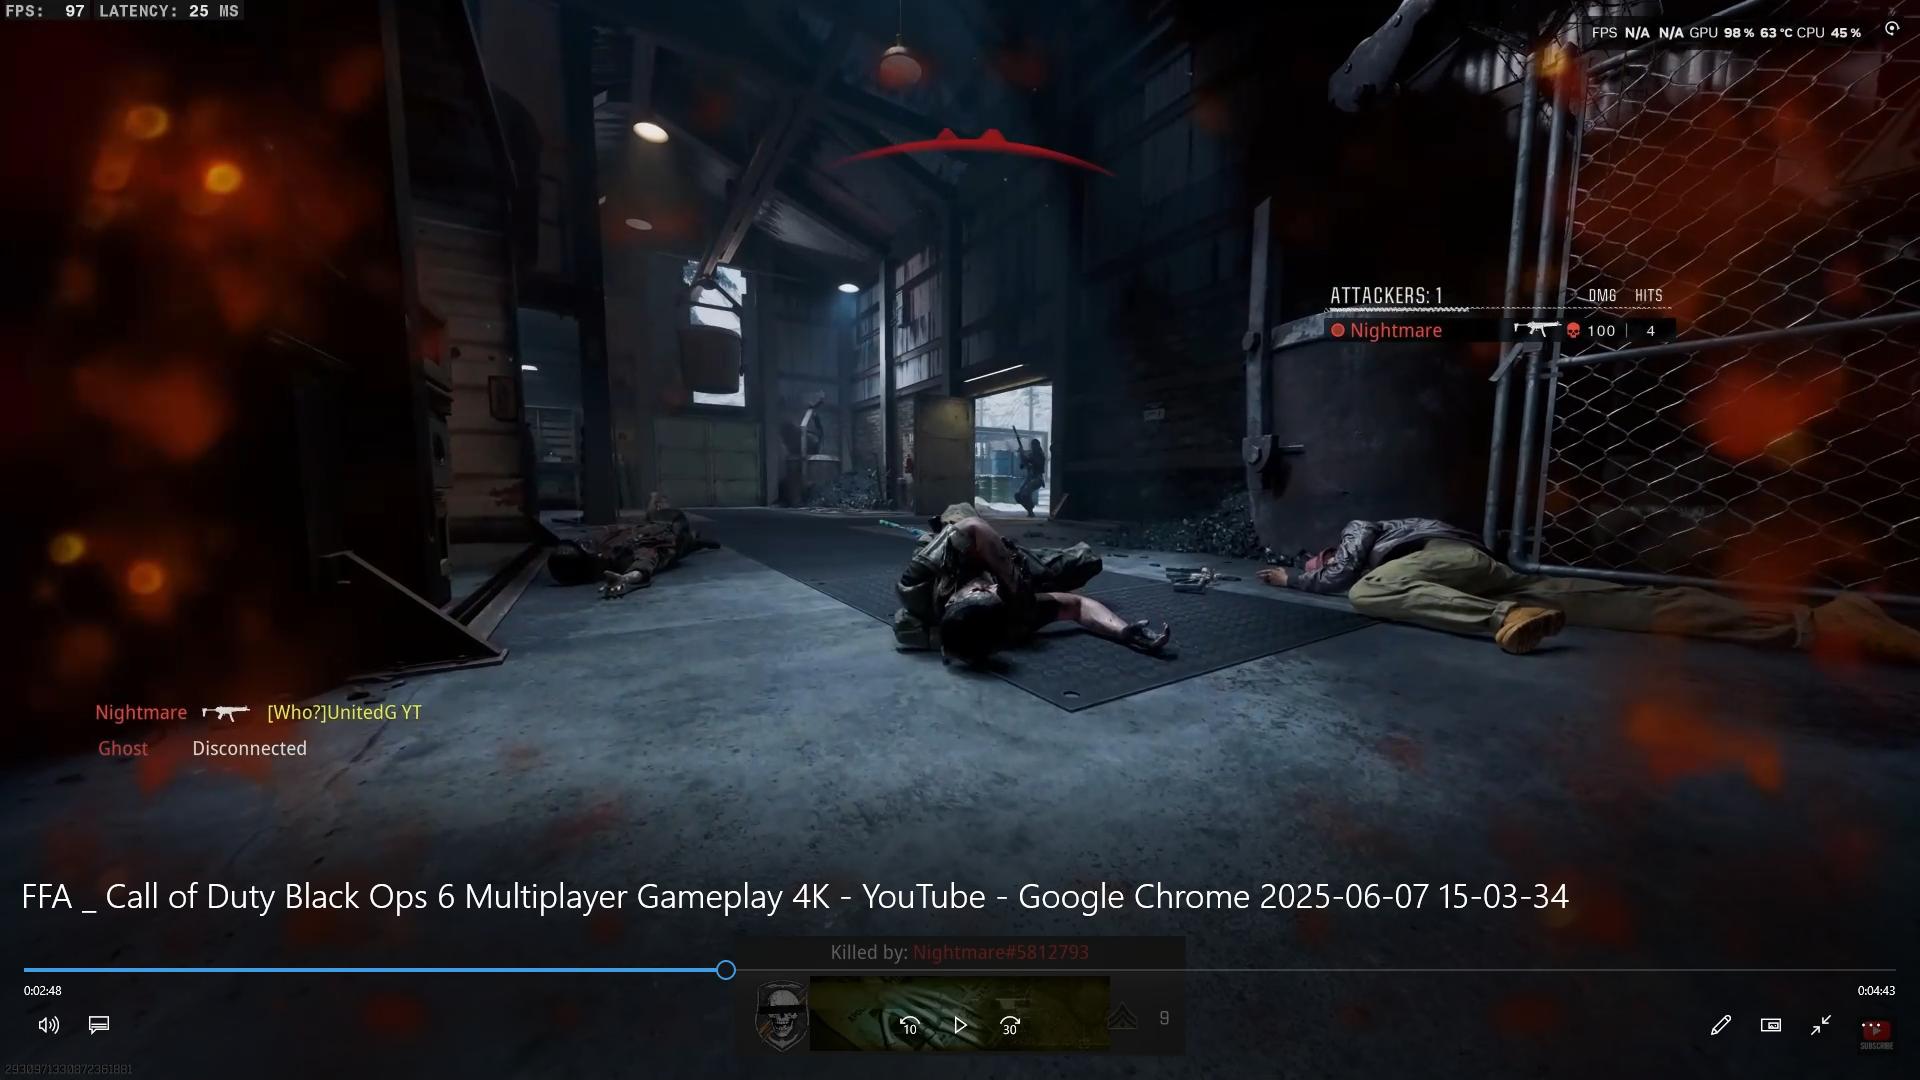 FPS: 97 LATENCY: 25 MS
FPS N/A N/A GPU 98% 63°C CPU 45%
ATTACKERS: 1 DMG HITS
Nightmare 100 | 4
Nightmare [Who?]UnitedG YT
Ghost Disconnected
FFA _ Call of Duty Black Ops 6 Multiplayer Gameplay 4K - YouTube - Google Chrome 2025-06-07 15-03-34
Killed by: Nightmare#5812793
0:02:48
0:04:43
10
30
9
SUBSCRIBE
2930971330872361881